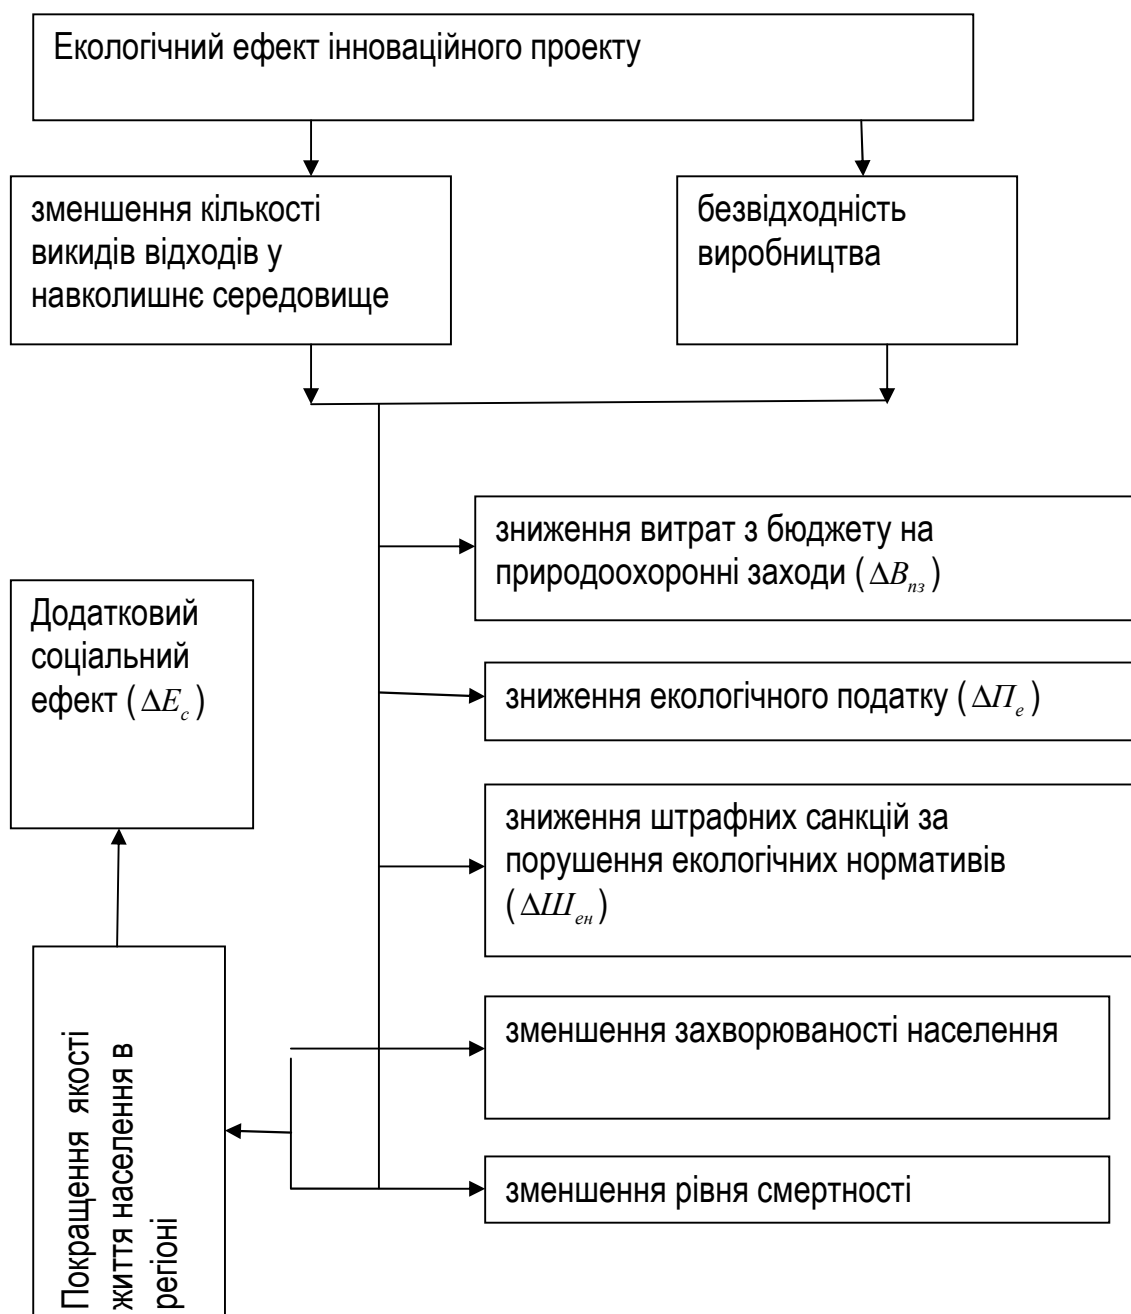 Екологічний ефект інноваційного проекту
зменшення кількості
викидів відходів у
навколишнє середовище
безвідходність
виробництва
зниження витрат з бюджету на
природоохоронні заходи (ΔВпз)
Додатковий
соціальний
ефект (ΔEc)
зниження екологічного податку (ΔПе)
зниження штрафних санкцій за
порушення екологічних нормативів
(ΔШен)
зменшення захворюваності населення
Покращення якості
життя населення в
регіоні
зменшення рівня смертності